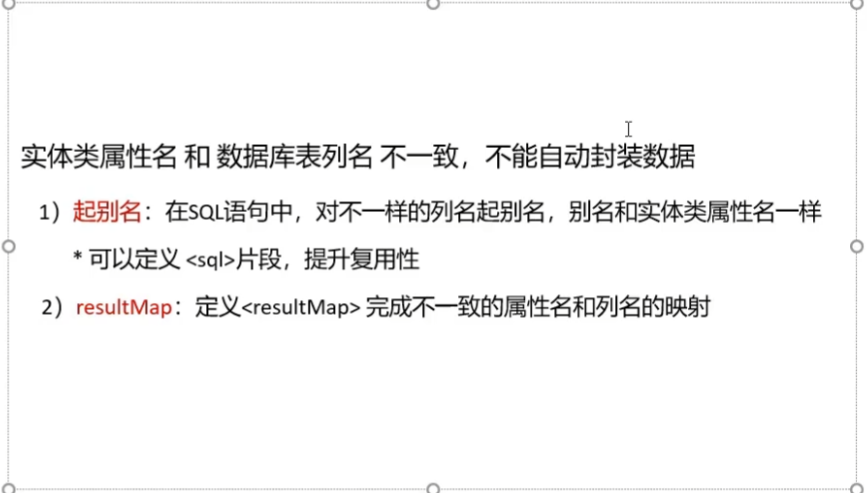 实体类属性名 和 数据库表列名 不一致，不能自动封装数据
1）起别名：在SQL语句中，对不一样的列名起别名，别名和实体类属性名一样
* 可以定义 <sql>片段，提升复用性
2）resultMap：定义<resultMap> 完成不一致的属性名和列名的映射